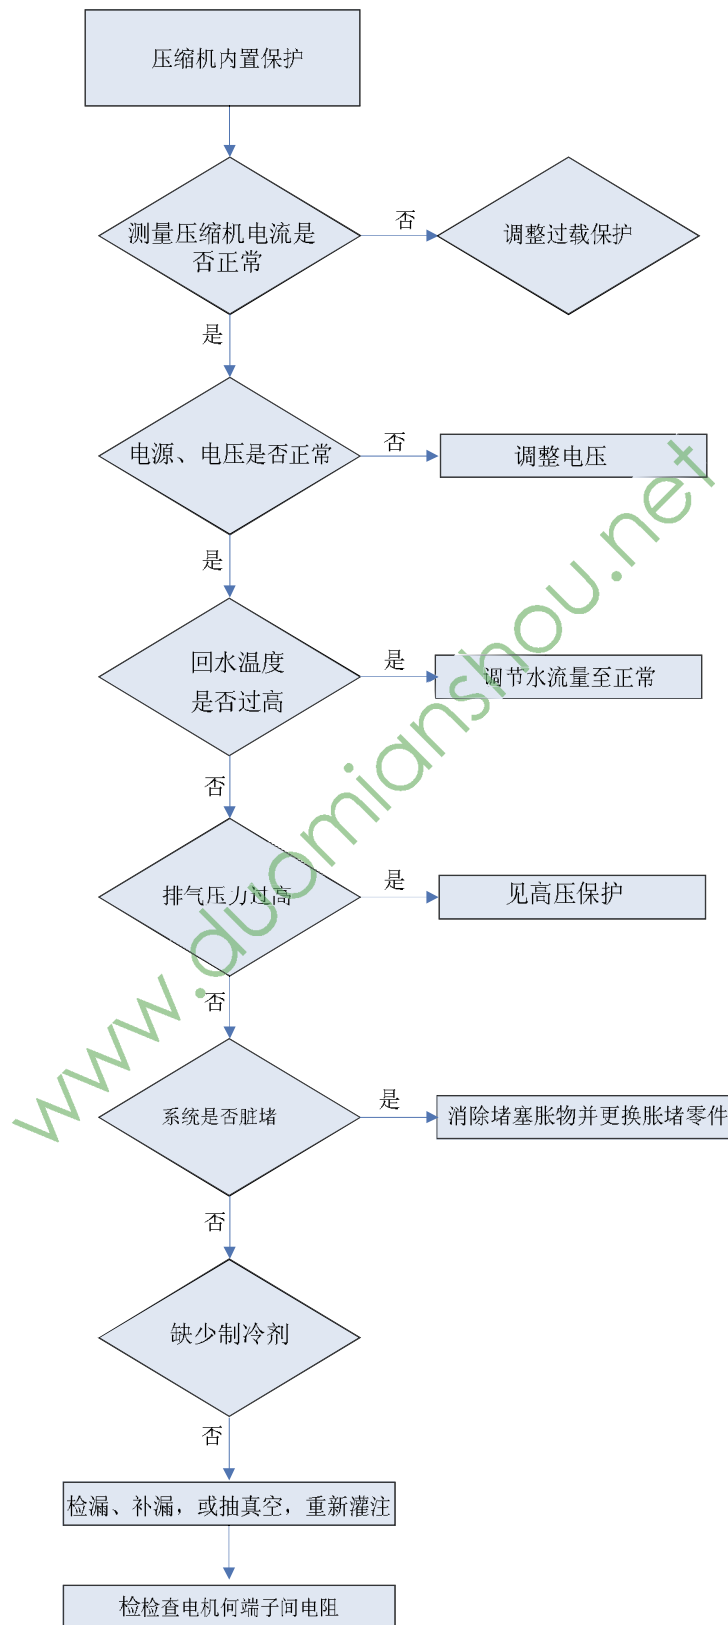 压缩机内置保护
测量压缩机电流是
否正常
否
调整过载保护
是
电源、电压是否正常
否
调整电压
是
回水温度
是否过高
是
调节水流量至正常
否
排气压力过高
是
见高压保护
否
系统是否脏堵
是
消除堵塞胀物并更换胀堵零件
否
缺少制冷剂
否
检漏、补漏，或抽真空，重新灌注
检检查电机何端子间电阻
www.duomianshou.net